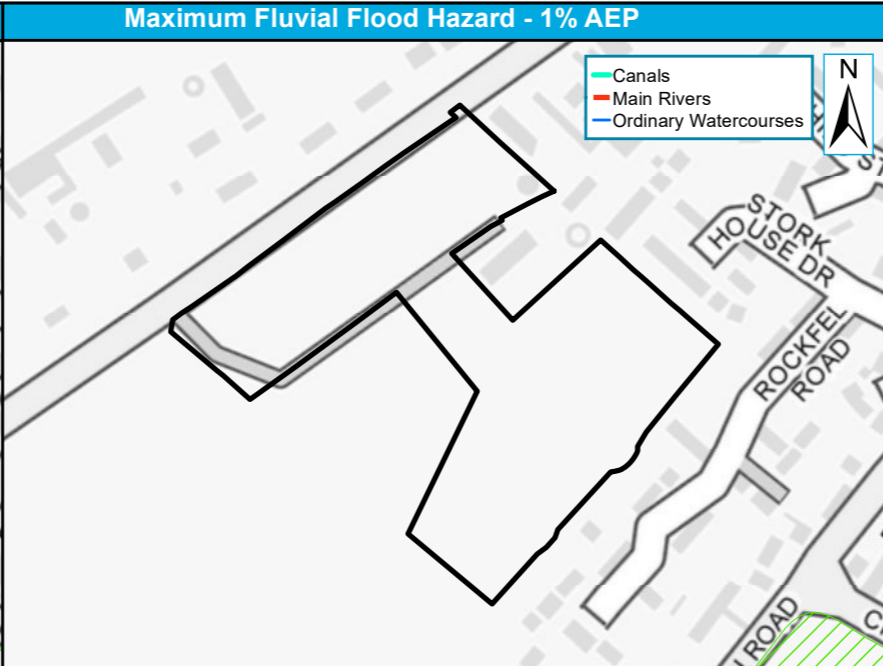 Maximum Fluvial Flood Hazard - 1% AEP
Canals
Main Rivers
Ordinary Watercourses
N
STORK
HOUSE DR
ROCKFEL
ROAD
ROAD